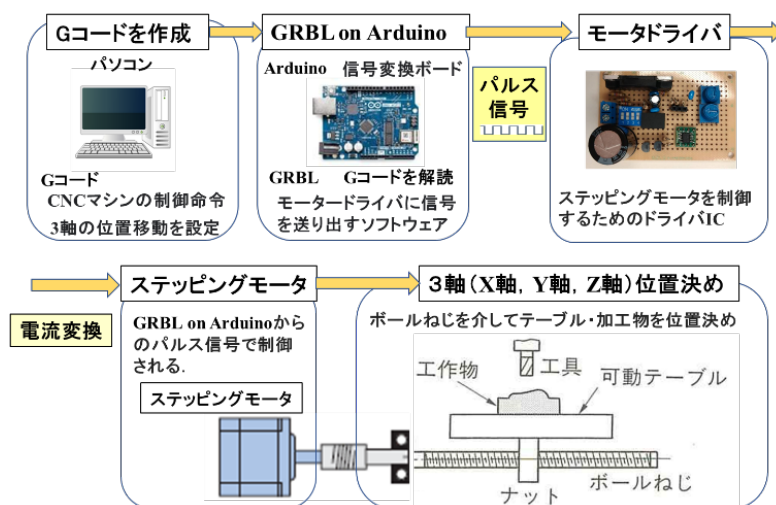 Gコードを作成
パソコン
Gコード
CNCマシンの制御命令
3軸の位置移動を設定
GRBL on Arduino
Arduino 信号変換ボード
GRBL Gコードを解読
モータードライバに信号
を送り出すソフトウェア
パルス
信号
モータドライバ
ステッピングモータを制御
するためのドライバIC
電流変換
ステッピングモータ
GRBL on Arduinoから
のパルス信号で制御
される.
ステッピングモータ
3軸(X軸, Y軸, Z軸)位置決め
ボールねじを介してテーブル・加工物を位置決め
工作物
工具
可動テーブル
ボールねじ
ナット